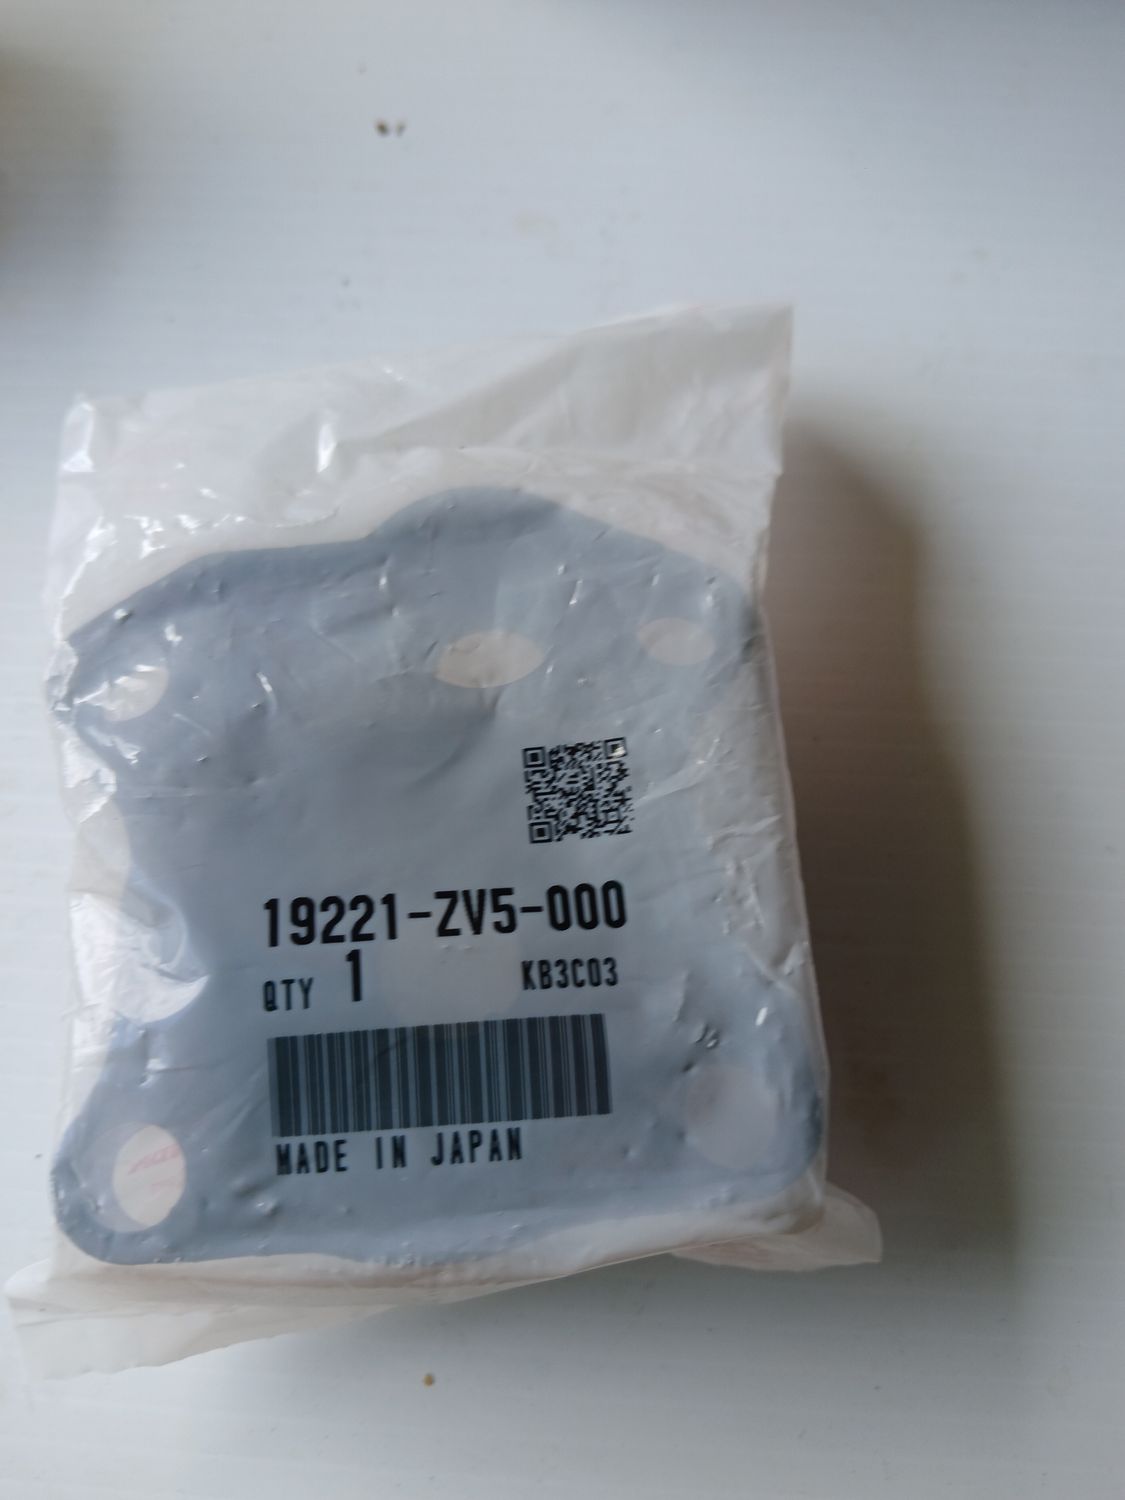 19221-ZV5-000
QTY 1 KB3C03
MADE IN JAPAN